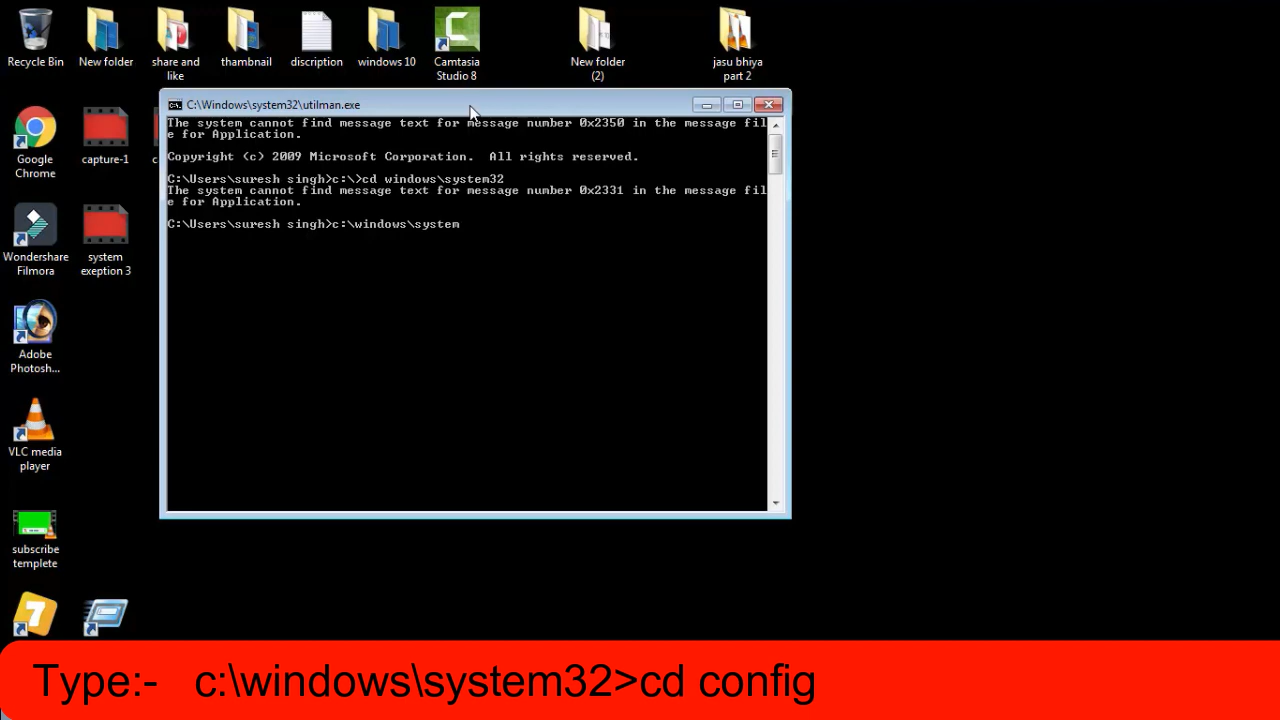 Recycle Bin
New folder
share and
like
thambnail
discription
windows 10
Camtasia
Studio 8
New folder
(2)
jasu bhiya
part 2
Google
Chrome
capture-1
c
Wondershare
Filmora
system
exeption 3
Adobe
Photosh...
VLC media
player
subscribe
templete
C:\Windows\system32\utilman.exe
The system cannot find message text for message number 0x2350 in the message fil
e for Application.
Copyright (c) 2009 Microsoft Corporation.  All rights reserved.
C:\Users\suresh singh>c:\>cd windows\system32
The system cannot find message text for message number 0x2331 in the message fil
e for Application.
C:\Users\suresh singh>c:\windows\system
Type:-   c:\windows\system32>cd config